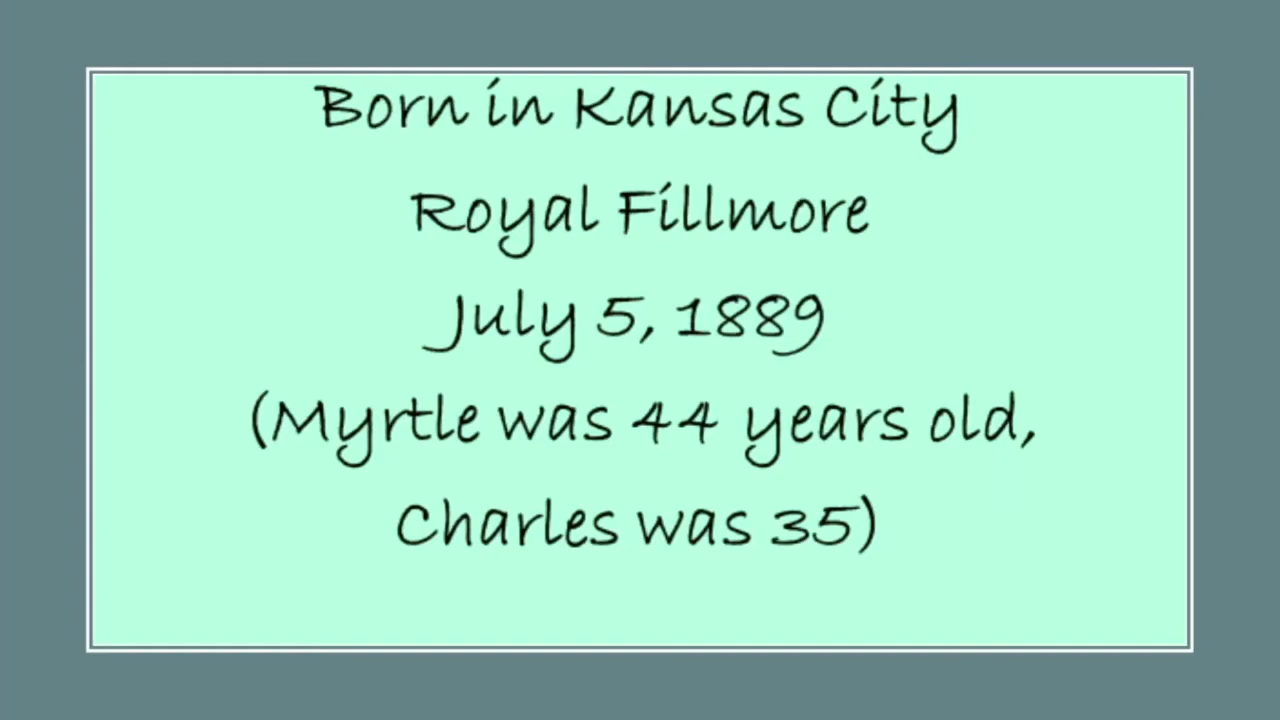 Born in Kansas City
Royal Fillmore
July 5, 1889
(Myrtle was 44 years old,
Charles was 35)